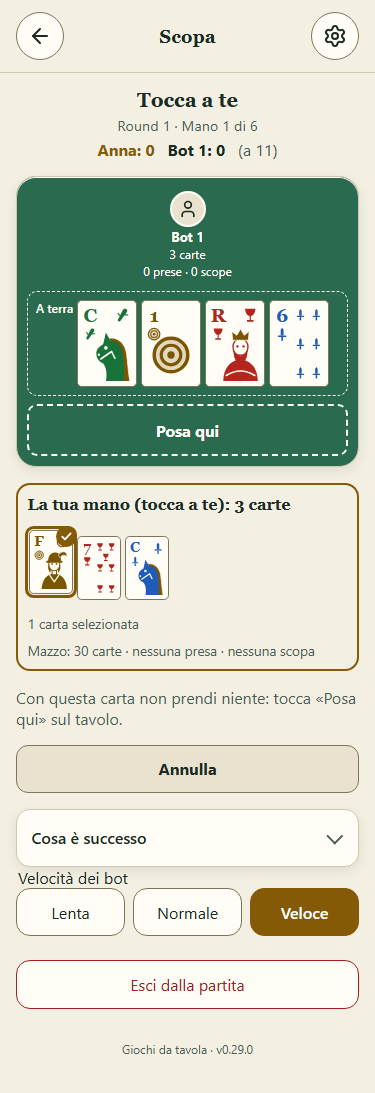 Scopa
Tocca a te
Round 1 · Mano 1 di 6
Anna: 0 Bot 1: 0 (a 11)
Bot 1
3 carte
0 prese · 0 scope
A terra
C
1
R
6
Posa qui
La tua mano (tocca a te): 3 carte
F
7
C
1 carta selezionata
Mazzo: 30 carte · nessuna presa · nessuna scopa
Con questa carta non prendi niente: tocca «Posa
qui» sul tavolo.
Annulla
Cosa è successo
Velocità dei bot
Lenta
Normale
Veloce
Esci dalla partita
Giochi da tavola · v0.29.0